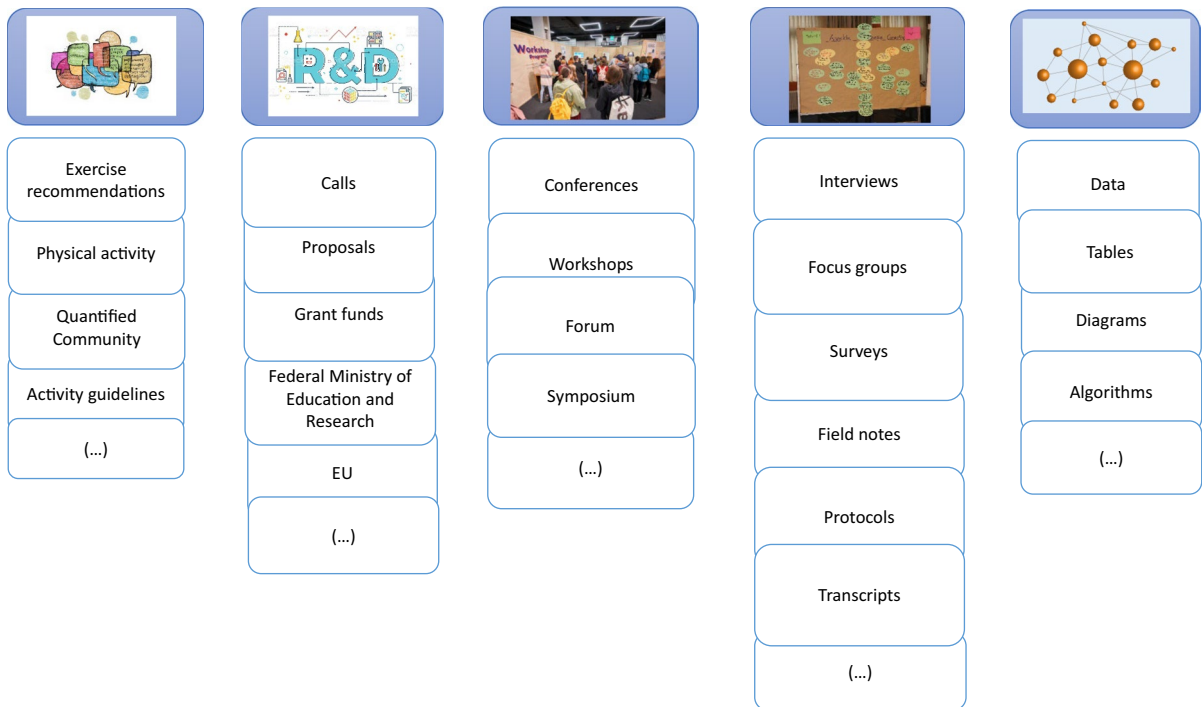 R&D
Workshop-
Exercise
recommendations
Physical activity
Quantified
Community
Activity guidelines
(...)
Calls
Proposals
Grant funds
Federal Ministry of
Education and
Research
EU
(...)
Conferences
Workshops
Forum
Symposium
(...)
Interviews
Focus groups
Surveys
Field notes
Protocols
Transcripts
(...)
Data
Tables
Diagrams
Algorithms
(...)